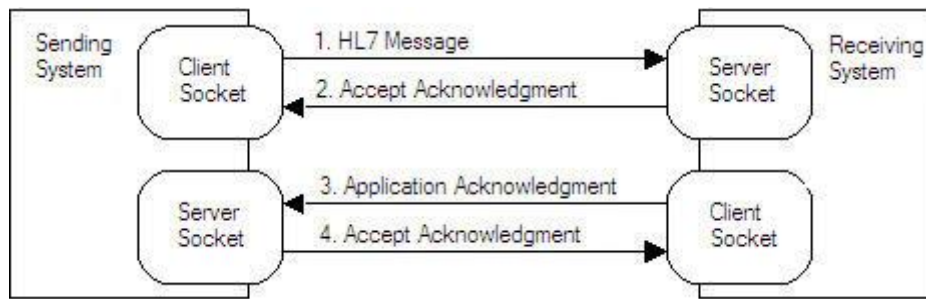 Sending
System
Client
Socket
1. HL7 Message
2. Accept Acknowledgment
Server
Socket
Receiving
System
Server
Socket
3. Application Acknowledgment
4. Accept Acknowledgment
Client
Socket